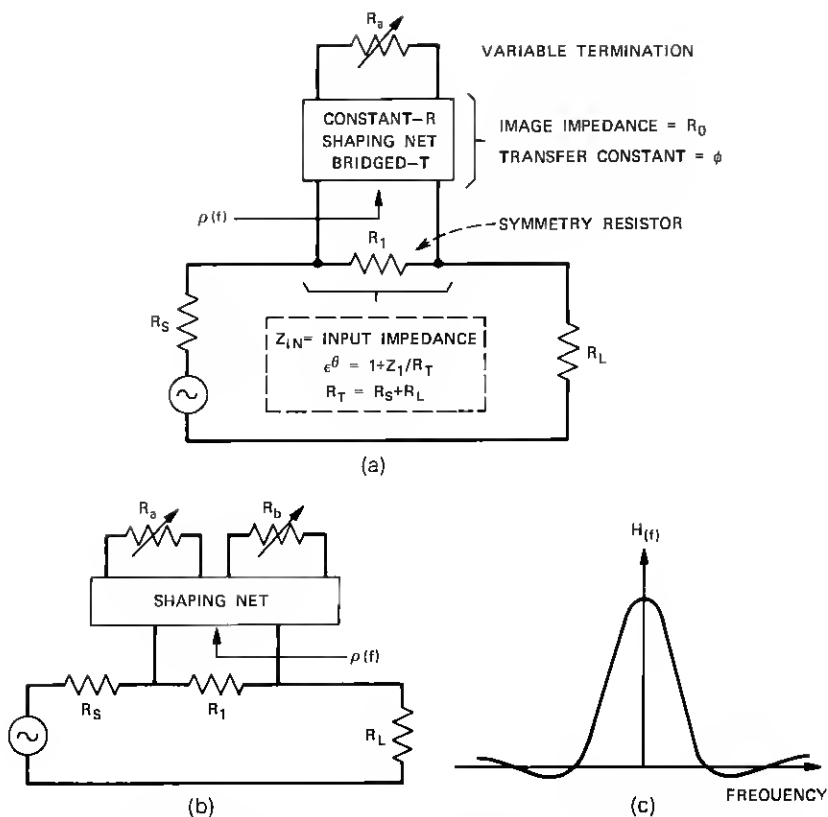 Ra
VARIABLE TERMINATION
CONSTANT–R
SHAPING NET
BRIDGED–T
IMAGE IMPEDANCE = R0
TRANSFER CONSTANT = ϕ
ρ(f)
R1
SYMMETRY RESISTOR
RS
ZIN= INPUT IMPEDANCE
ϵθ = 1+Z1/RT
RT = RS+RL
RL
(a)
Ra
Rb
SHAPING NET
ρ(f)
RS
R1
RL
(b)
H(f)
FREQUENCY
(c)